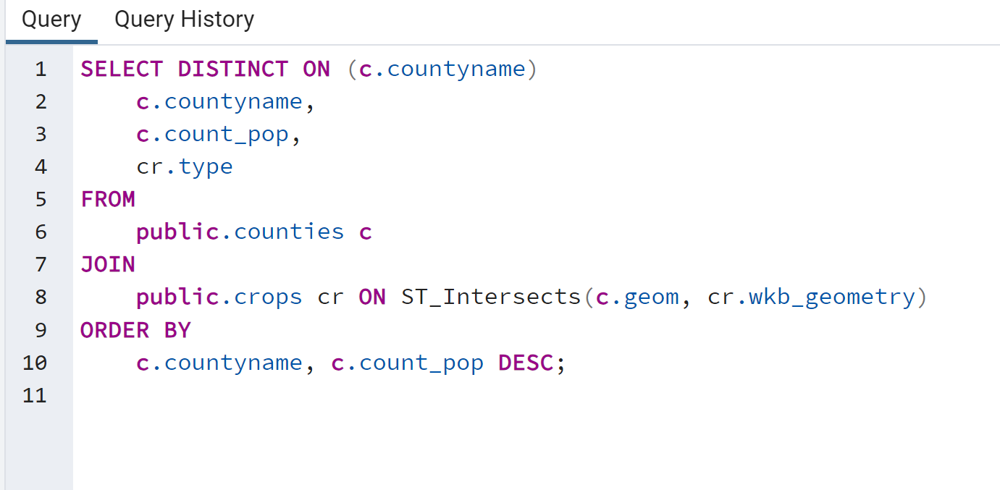 Query Query History
1 SELECT DISTINCT ON (c.countyname)
2 c.countyname,
3 c.count_pop,
4 cr.type
5 FROM
6 public.counties c
7 JOIN
8 public.crops cr ON ST_Intersects(c.geom, cr.wkb_geometry)
9 ORDER BY
10 c.countyname, c.count_pop DESC;
11